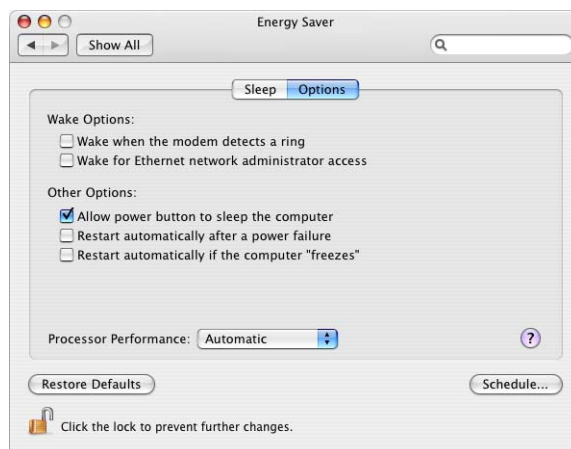 Energy Saver
Show All
Sleep Options
Wake Options:
Wake when the modem detects a ring
Wake for Ethernet network administrator access
Other Options:
Allow power button to sleep the computer
Restart automatically after a power failure
Restart automatically if the computer "freezes"
Processor Performance: Automatic ?
Restore Defaults Schedule...
Click the lock to prevent further changes.